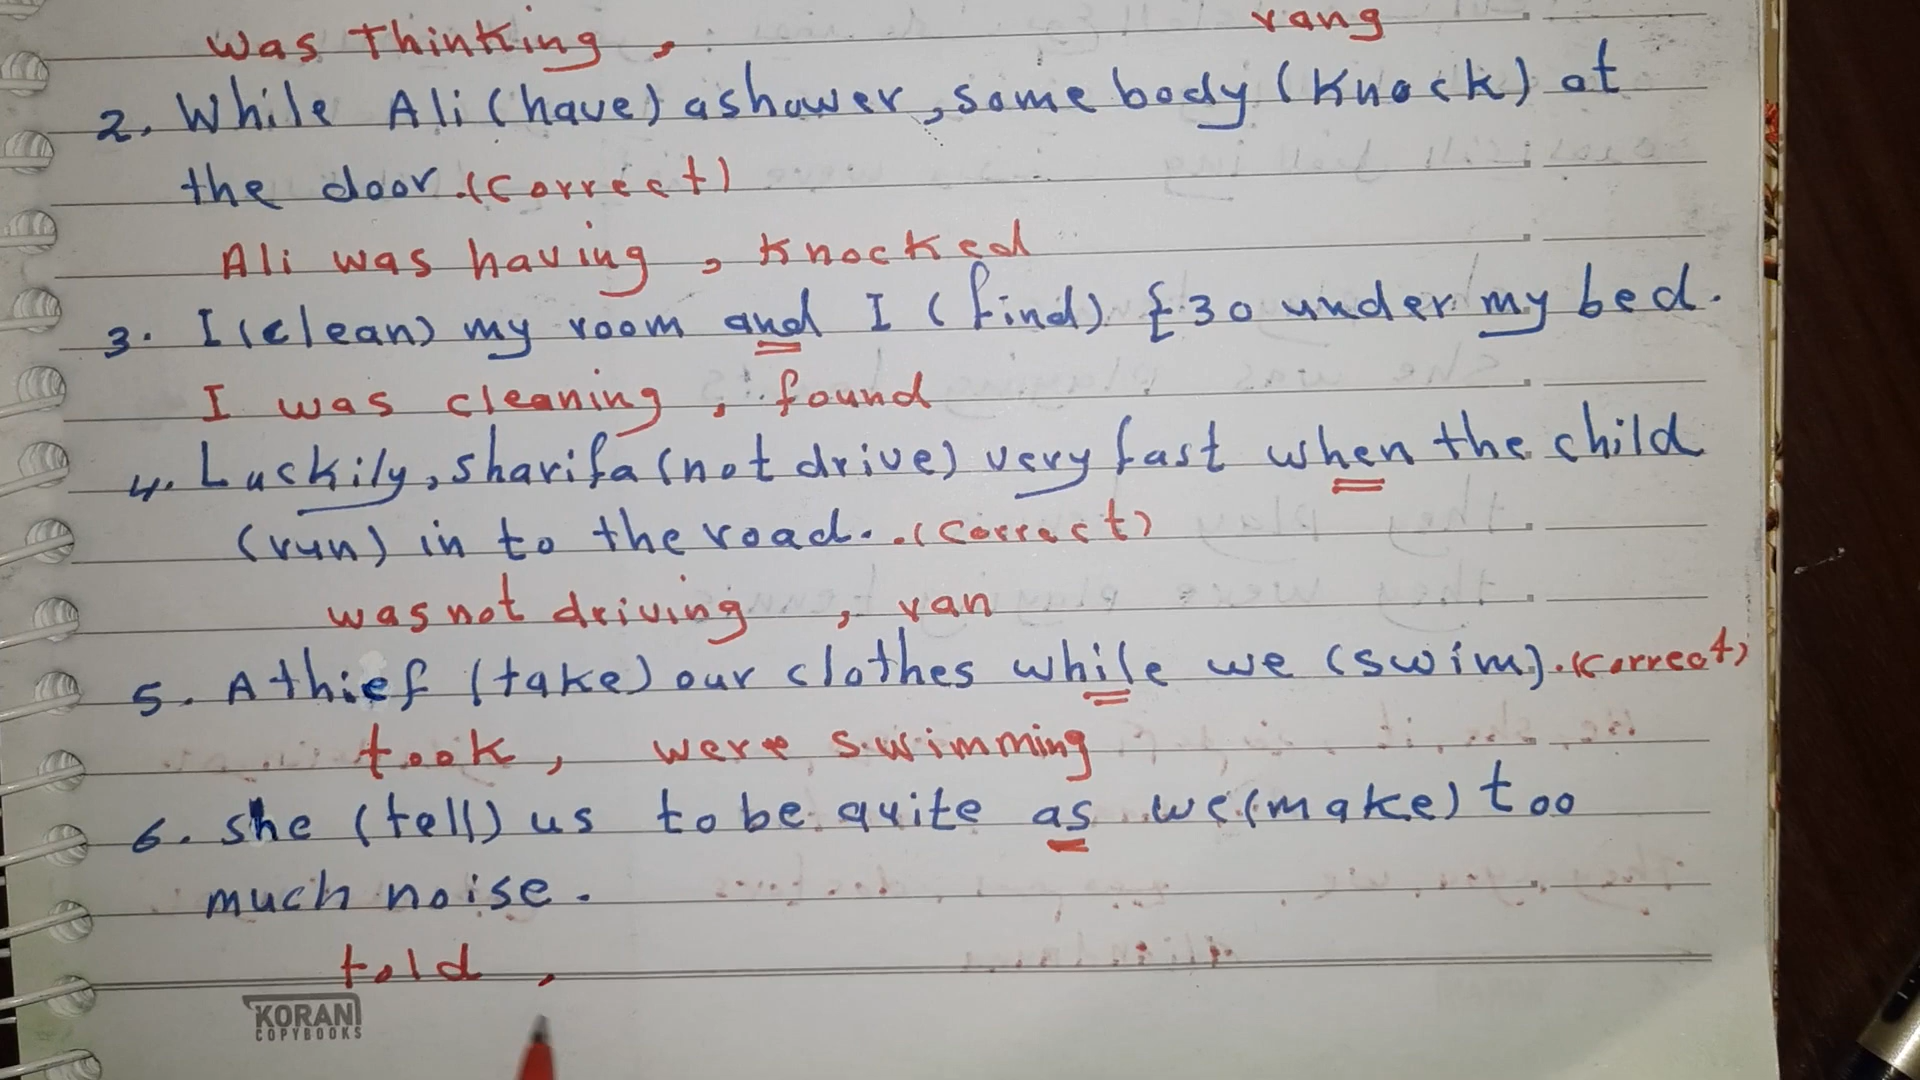 was Thinking , rang
2. While Ali (have) a shower, somebody (Knock) at
the door. (Correct)
Ali was having , Knocked
3. I (clean) my room and I (find) £30 under my bed.
I was cleaning , found
4. Luckily, sharifa (not drive) very fast when the child
(run) in to the road. (Correct)
was not driving , ran
5. A thief (take) our clothes while we (swim). (Correct)
took, were swimming
6. She (tell) us to be quite as we (make) too
much noise.
told ,
KORANI
COPYBOOKS